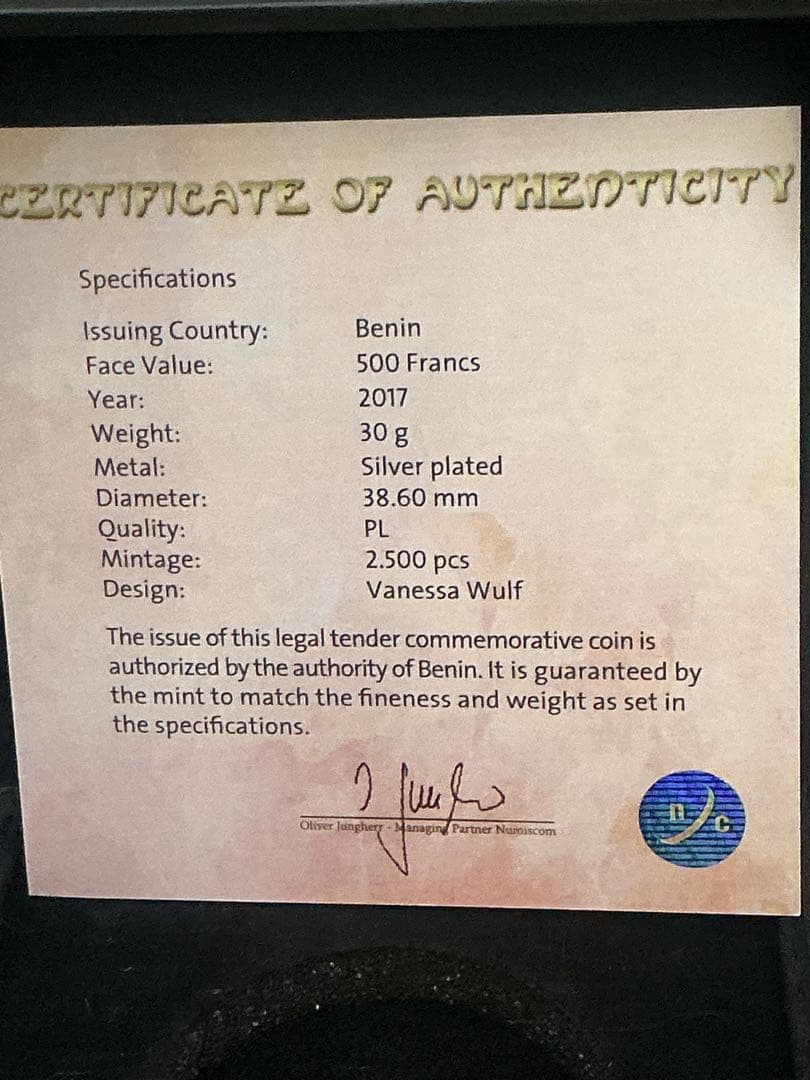 CERTIFICATE OF AUTHENTICITY
Specifications
Issuing Country: Benin
Face Value: 500 Francs
Year: 2017
Weight: 30 g
Metal: Silver plated
Diameter: 38.60 mm
Quality: PL
Mintage: 2.500 pcs
Design: Vanessa Wulf
The issue of this legal tender commemorative coin is
authorized by the authority of Benin. It is guaranteed by
the mint to match the fineness and weight as set in
the specifications.
Oliver Jungherr - Managing Partner Numiscom
n c